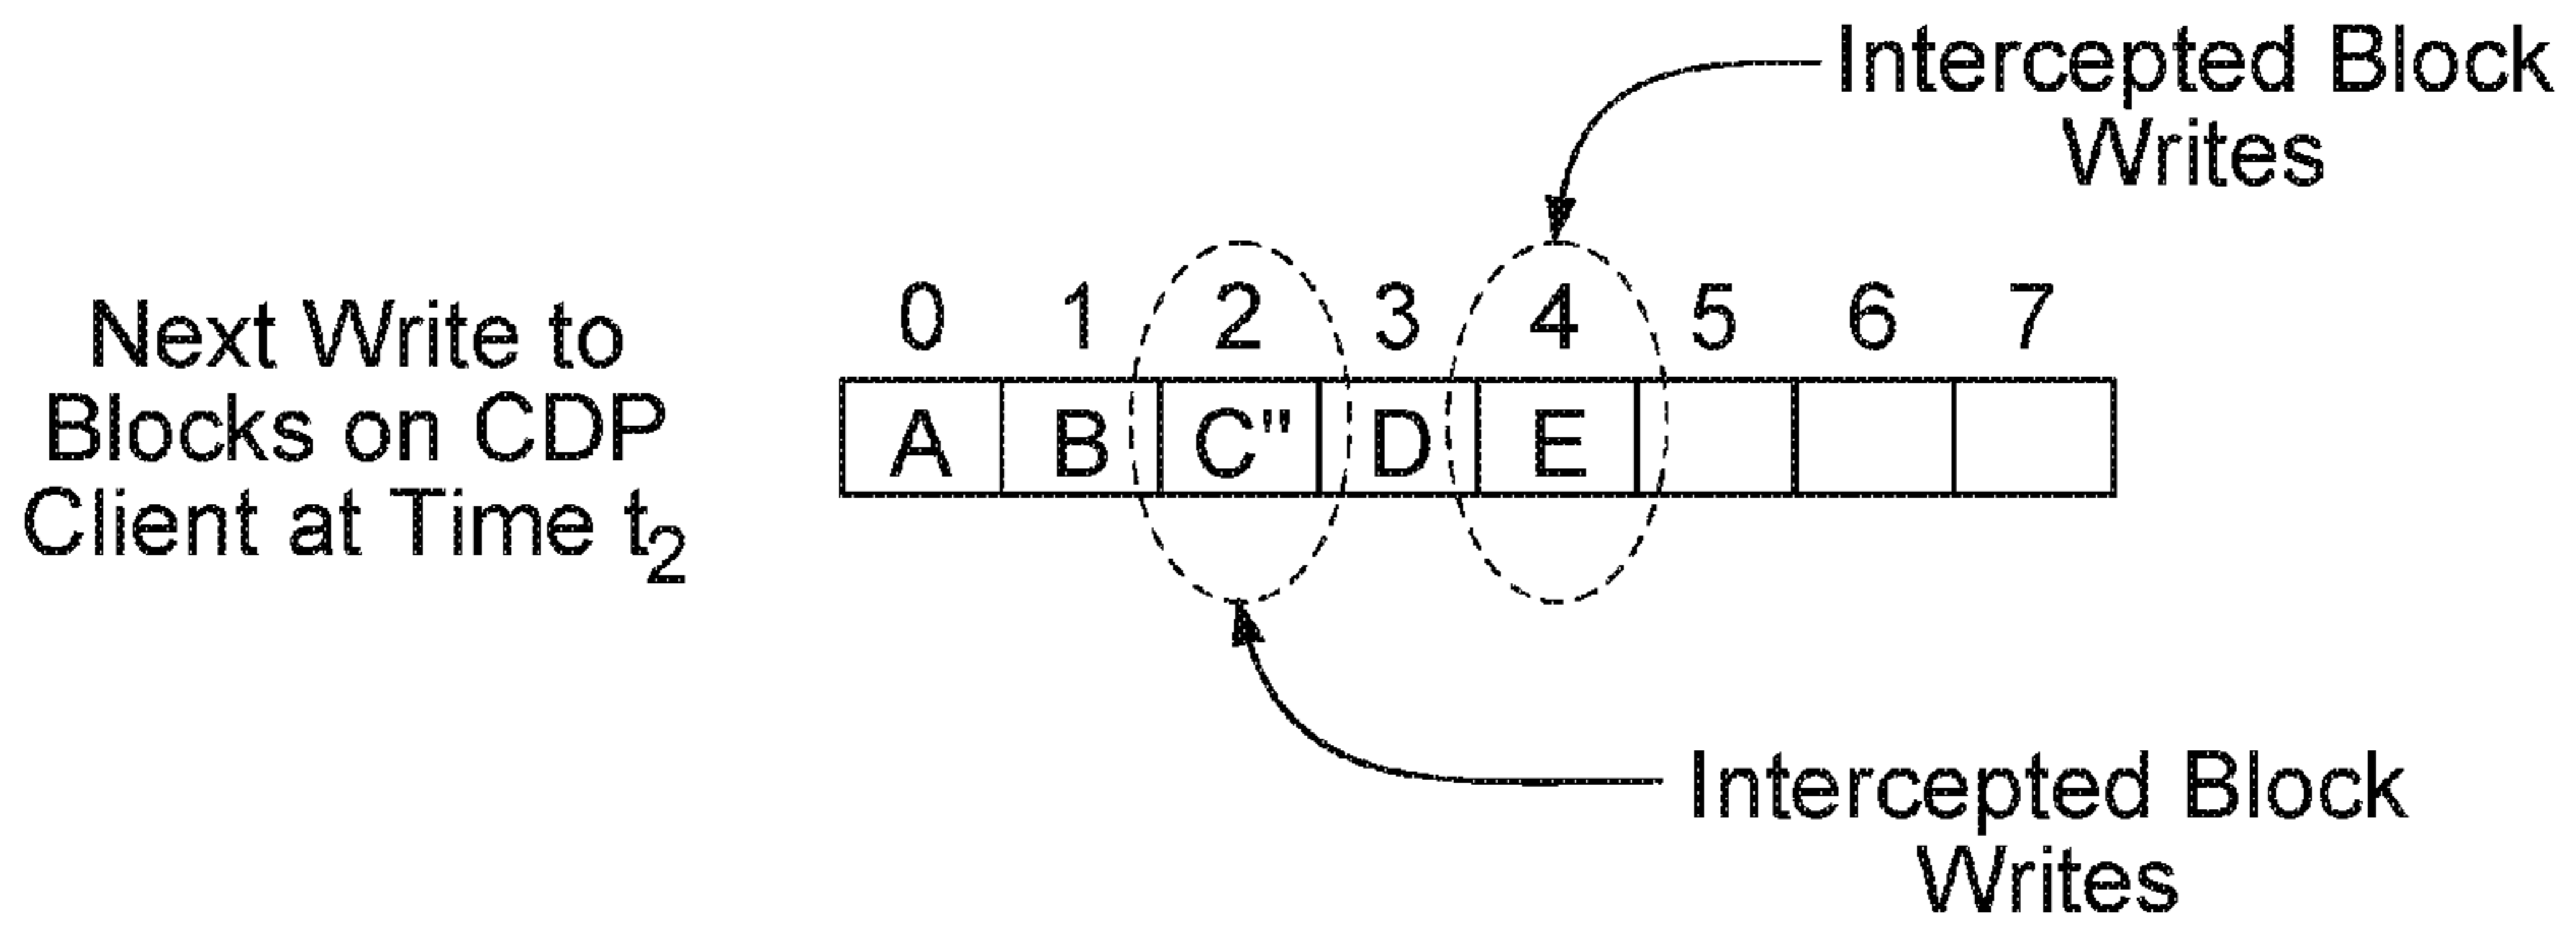 Intercepted Block
Writes
Next Write to
Blocks on CDP
Client at Time t₂
0 1 2 3 4 5 6 7
A B C" D E
Intercepted Block
Writes